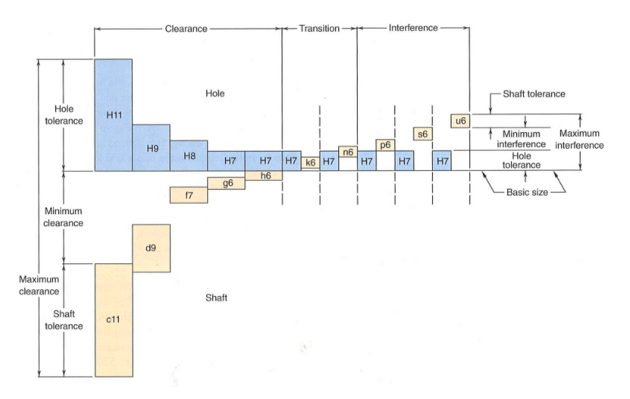 Clearance
Transition
Interference
Hole
Shaft tolerance
Hole
tolerance
H11
H9
H8
H7
H7
H7
k6
H7
n6
H7
p6
H7
s6
H7
u6
Minimum
interference
Maximum
interference
Hole
tolerance
Basic size
h6
g6
f7
Minimum
clearance
d9
Maximum
clearance
Shaft
tolerance
c11
Shaft